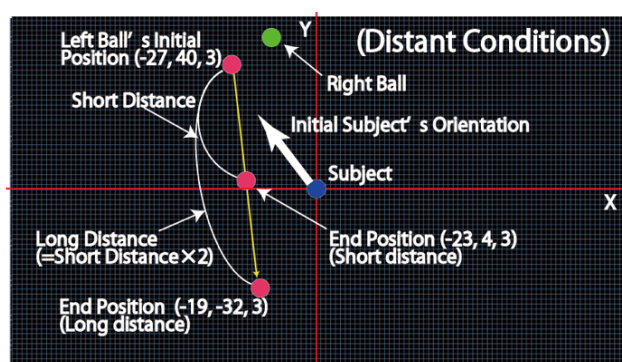 Y
(Distant Conditions)
Left Ball's Initial
Position (-27, 40, 3)
Right Ball
Short Distance
Initial Subject's Orientation
Subject
X
Long Distance
(=Short Distance×2)
End Position (-23, 4, 3)
(Short distance)
End Position (-19, -32, 3)
(Long distance)